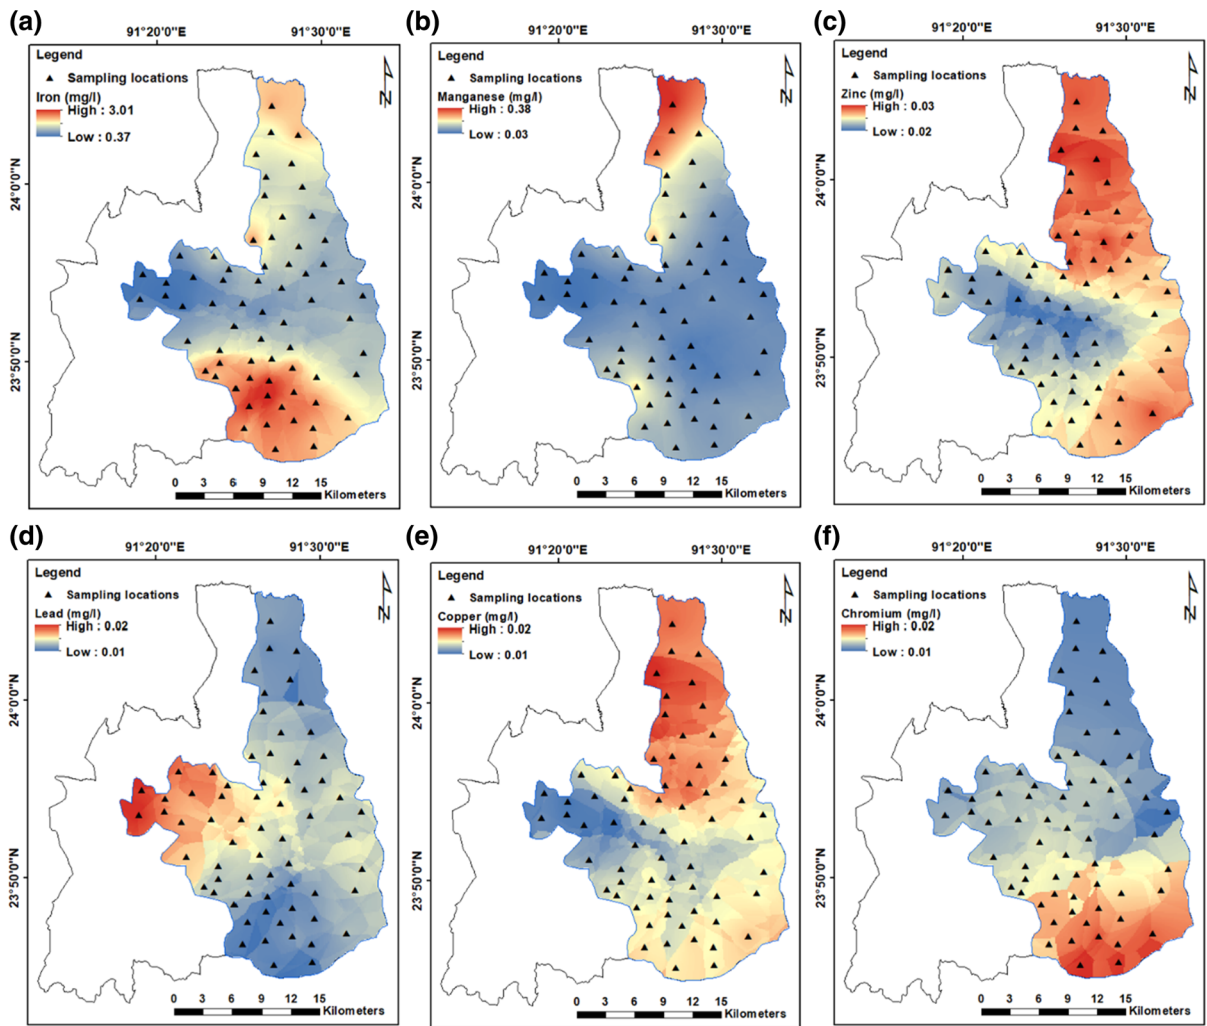 (a)
91°20'0"E 91°30'0"E
Legend
Sampling locations
Iron (mg/l)
High : 3.01
Low : 0.37
N
24°0'0"N
23°50'0"N
0 3 6 9 12 15
Kilometers
(b)
91°20'0"E 91°30'0"E
Legend
Sampling locations
Manganese (mg/l)
High : 0.38
Low : 0.03
N
24°0'0"N
23°50'0"N
0 3 6 9 12 15
Kilometers
(c)
91°20'0"E 91°30'0"E
Legend
Sampling locations
Zinc (mg/l)
High : 0.03
Low : 0.02
N
24°0'0"N
23°50'0"N
0 3 6 9 12 15
Kilometers
(d)
91°20'0"E 91°30'0"E
Legend
Sampling locations
Lead (mg/l)
High : 0.02
Low : 0.01
N
24°0'0"N
23°50'0"N
0 3 6 9 12 15
Kilometers
(e)
91°20'0"E 91°30'0"E
Legend
Sampling locations
Copper (mg/l)
High : 0.02
Low : 0.01
N
24°0'0"N
23°50'0"N
0 3 6 9 12 15
Kilometers
(f)
91°20'0"E 91°30'0"E
Legend
Sampling locations
Chromium (mg/l)
High : 0.02
Low : 0.01
N
24°0'0"N
23°50'0"N
0 3 6 9 12 15
Kilometers